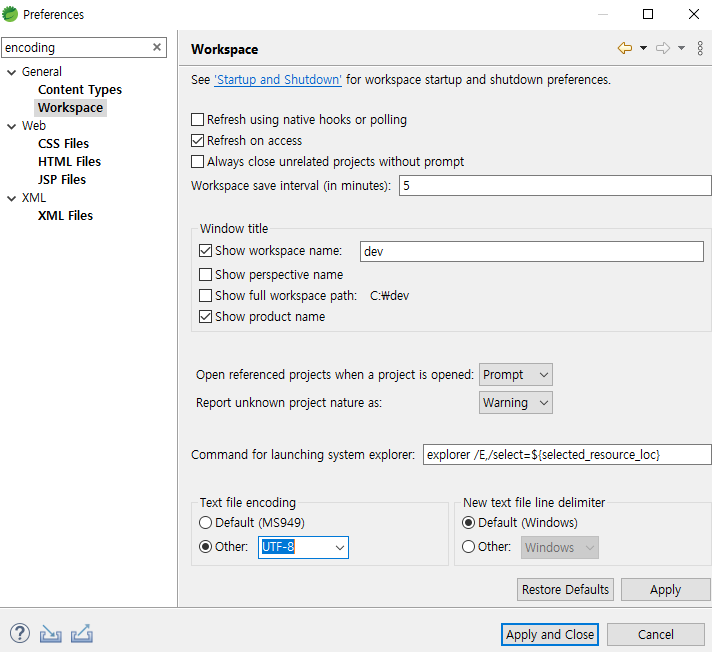 Preferences
encoding
General
Content Types
Workspace
Web
CSS Files
HTML Files
JSP Files
XML
XML Files
Workspace
See 'Startup and Shutdown' for workspace startup and shutdown preferences.
Refresh using native hooks or polling
Refresh on access
Always close unrelated projects without prompt
Workspace save interval (in minutes): 5
Window title
Show workspace name: dev
Show perspective name
Show full workspace path: C:₩dev
Show product name
Open referenced projects when a project is opened: Prompt
Report unknown project nature as: Warning
Command for launching system explorer: explorer /E,/select=${selected_resource_loc}
Text file encoding
Default (MS949)
Other: UTF-8
New text file line delimiter
Default (Windows)
Other: Windows
Restore Defaults
Apply
?
Apply and Close
Cancel